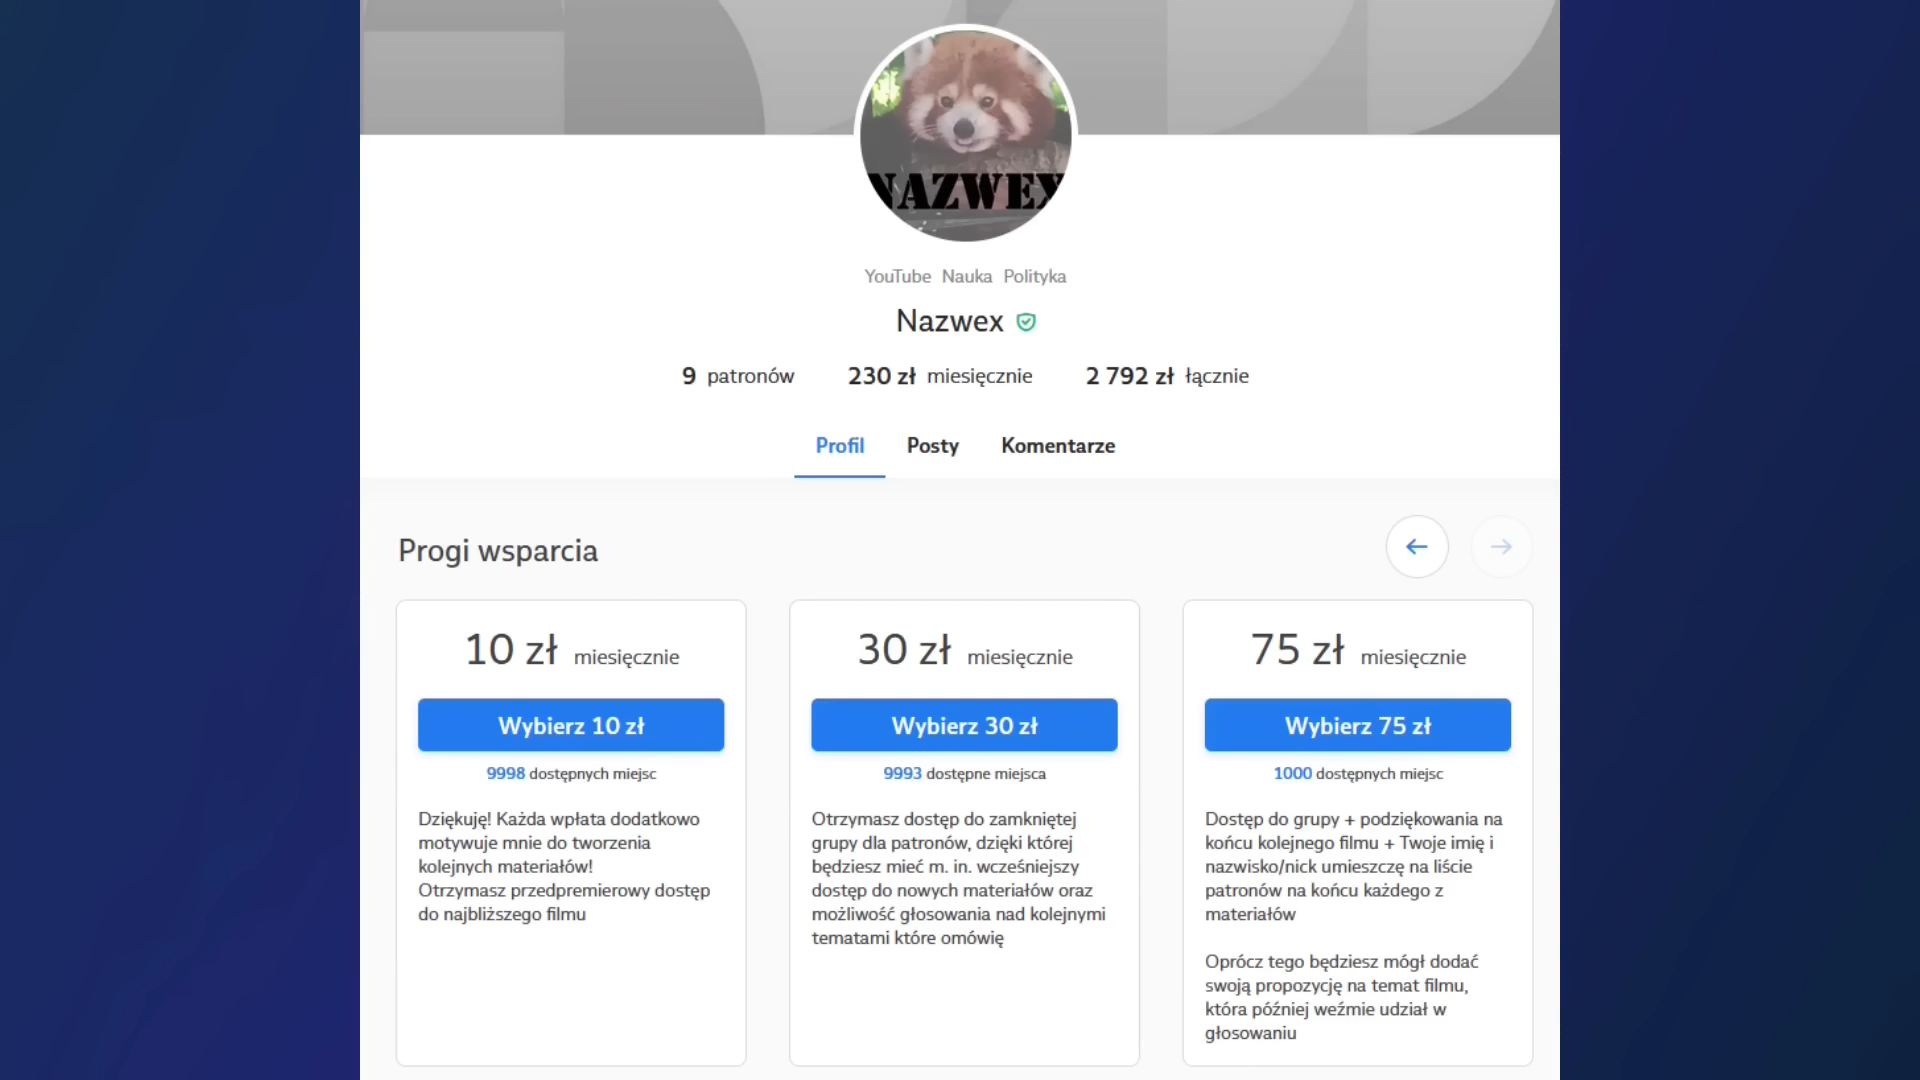 NAZWEX
YouTube Nauka Polityka
Nazwex
9 patronów 230 zł miesięcznie 2 792 zł łącznie
Profil Posty Komentarze
Progi wsparcia
10 zł miesięcznie
Wybierz 10 zł
9998 dostępnych miejsc
Dziękuję! Każda wpłata dodatkowo
motywuje mnie do tworzenia
kolejnych materiałów!
Otrzymasz przedpremierowy dostęp
do najbliższego filmu
30 zł miesięcznie
Wybierz 30 zł
9993 dostępne miejsca
Otrzymasz dostęp do zamkniętej
grupy dla patronów, dzięki której
będziesz mieć m. in. wcześniejszy
dostęp do nowych materiałów oraz
możliwość głosowania nad kolejnymi
tematami które omówię
75 zł miesięcznie
Wybierz 75 zł
1000 dostępnych miejsc
Dostęp do grupy + podziękowania na
końcu kolejnego filmu + Twoje imię i
nazwisko/nick umieszczę na liście
patronów na końcu każdego z
materiałów
Oprócz tego będziesz mógł dodać
swoją propozycję na temat filmu,
która później weźmie udział w
głosowaniu